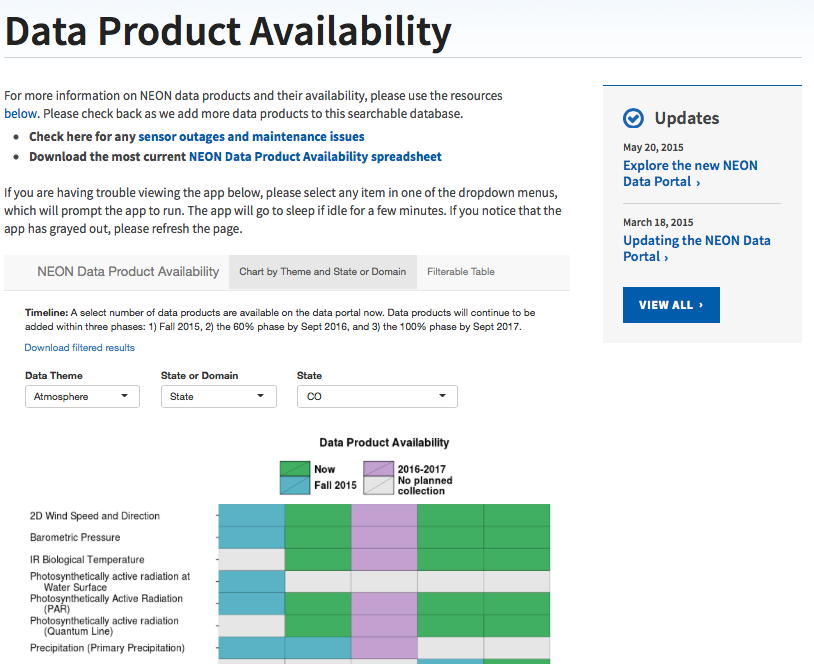 Data Product Availability
For more information on NEON data products and their availability, please use the resources
below. Please check back as we add more data products to this searchable database.
• Check here for any sensor outages and maintenance issues
• Download the most current NEON Data Product Availability spreadsheet
If you are having trouble viewing the app below, please select any item in one of the dropdown menus,
which will prompt the app to run. The app will go to sleep if idle for a few minutes. If you notice that the
app has grayed out, please refresh the page.
NEON Data Product Availability Chart by Theme and State or Domain Filterable Table
Timeline: A select number of data products are available on the data portal now. Data products will continue to be
added within three phases: 1) Fall 2015, 2) the 60% phase by Sept 2016, and 3) the 100% phase by Sept 2017.
Download filtered results
Data Theme State or Domain State
Atmosphere State CO
Data Product Availability
Now 2016-2017
Fall 2015 No planned
collection
2D Wind Speed and Direction
Barometric Pressure
IR Biological Temperature
Photosynthetically active radiation at
Water Surface
Photosynthetically Active Radiation
(PAR)
Photosynthetically active radiation
(Quantum Line)
Precipitation (Primary Precipitation)
Updates
May 20, 2015
Explore the new NEON
Data Portal ›
March 18, 2015
Updating the NEON Data
Portal ›
VIEW ALL ›